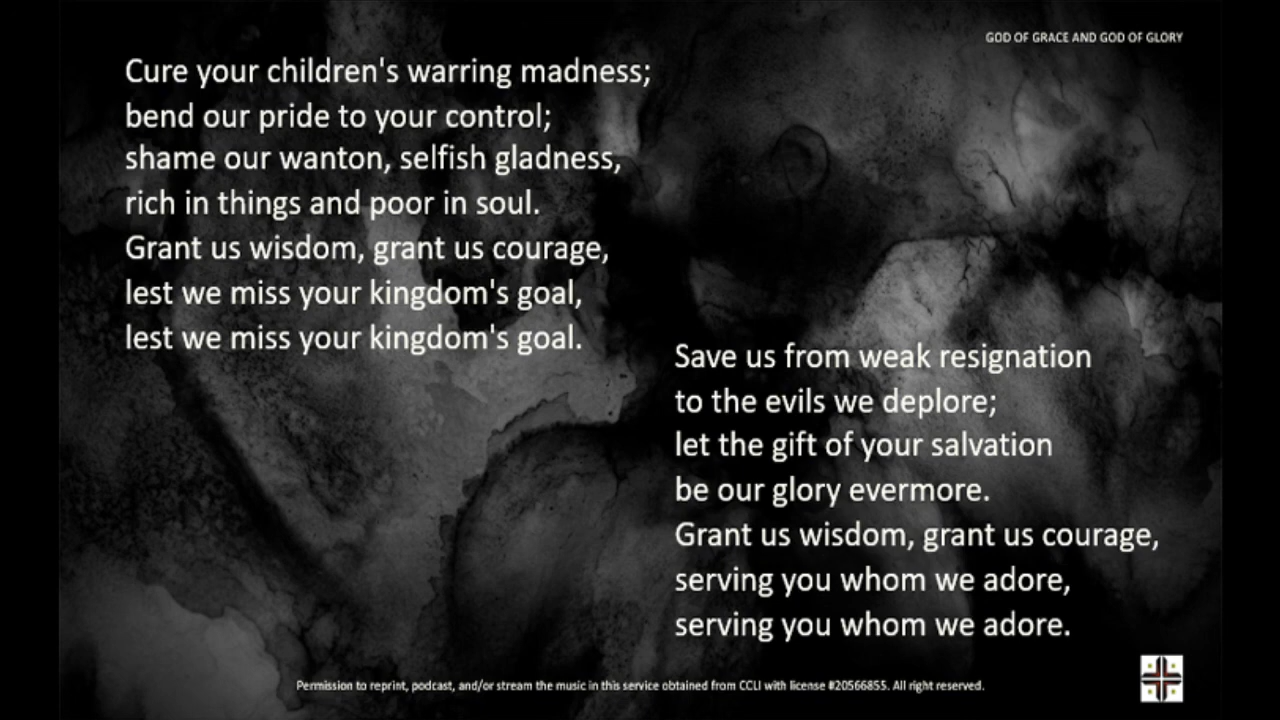 GOD OF GRACE AND GOD OF GLORY
Cure your children's warring madness;
bend our pride to your control;
shame our wanton, selfish gladness,
rich in things and poor in soul.
Grant us wisdom, grant us courage,
lest we miss your kingdom's goal,
lest we miss your kingdom's goal.
Save us from weak resignation
to the evils we deplore;
let the gift of your salvation
be our glory evermore.
Grant us wisdom, grant us courage,
serving you whom we adore,
serving you whom we adore.
Permission to reprint, podcast, and/or stream the music in this service obtained from CCLI with license #20566855. All right reserved.